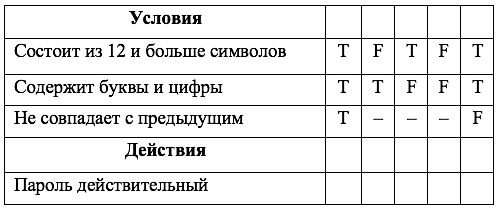 Условия
Состоит из 12 и больше символов T F T F T
Содержит буквы и цифры T T F F T
Не совпадает с предыдущим T – – – F
Действия
Пароль действительный